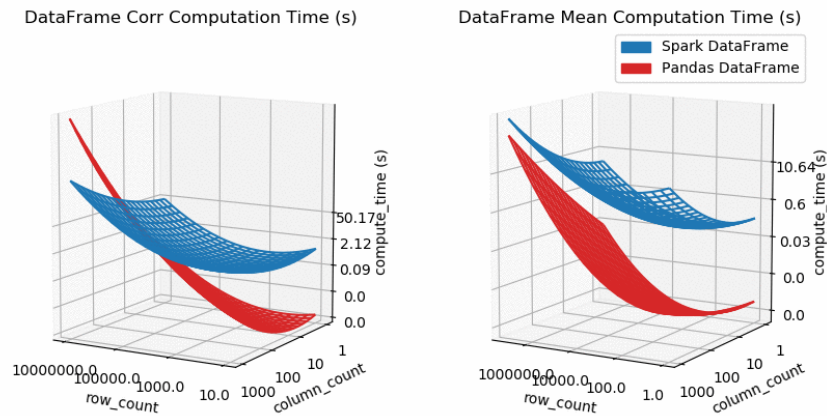 DataFrame Corr Computation Time (s)
50.17
2.12
0.09
0.0
0.0
compute_time (s)
10000000.0
100000.0
1000.0
10.0
row_count
1000
100
10
1
column_count
DataFrame Mean Computation Time (s)
Spark DataFrame
Pandas DataFrame
10.64
0.6
0.03
0.0
0.0
compute_time (s)
1000000.0
10000.0
100.0
1.0
row_count
1000
100
10
1
column_count